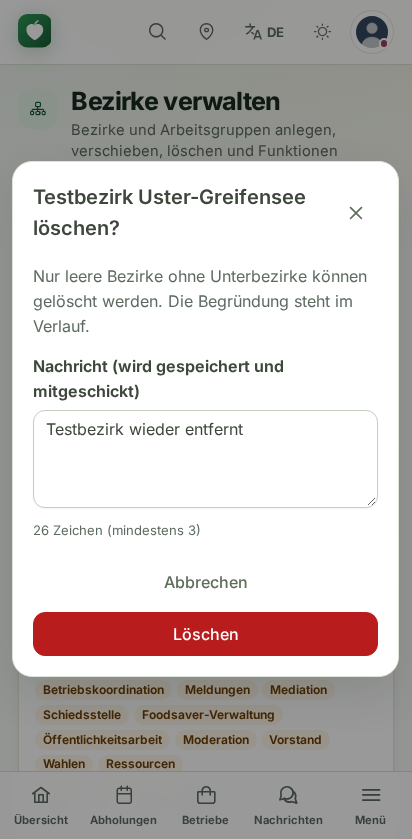 DE
Bezirke verwalten
Bezirke und Arbeitsgruppen anlegen,
verschieben, löschen und Funktionen
Testbezirk Uster-Greifensee
löschen?
Nur leere Bezirke ohne Unterbezirke können
gelöscht werden. Die Begründung steht im
Verlauf.
Nachricht (wird gespeichert und
mitgeschickt)
Testbezirk wieder entfernt
26 Zeichen (mindestens 3)
Abbrechen
Löschen
Betriebskoordination Meldungen Mediation
Schiedsstelle Foodsaver-Verwaltung
Öffentlichkeitsarbeit Moderation Vorstand
Wahlen Ressourcen
Übersicht Abholungen Betriebe Nachrichten Menü